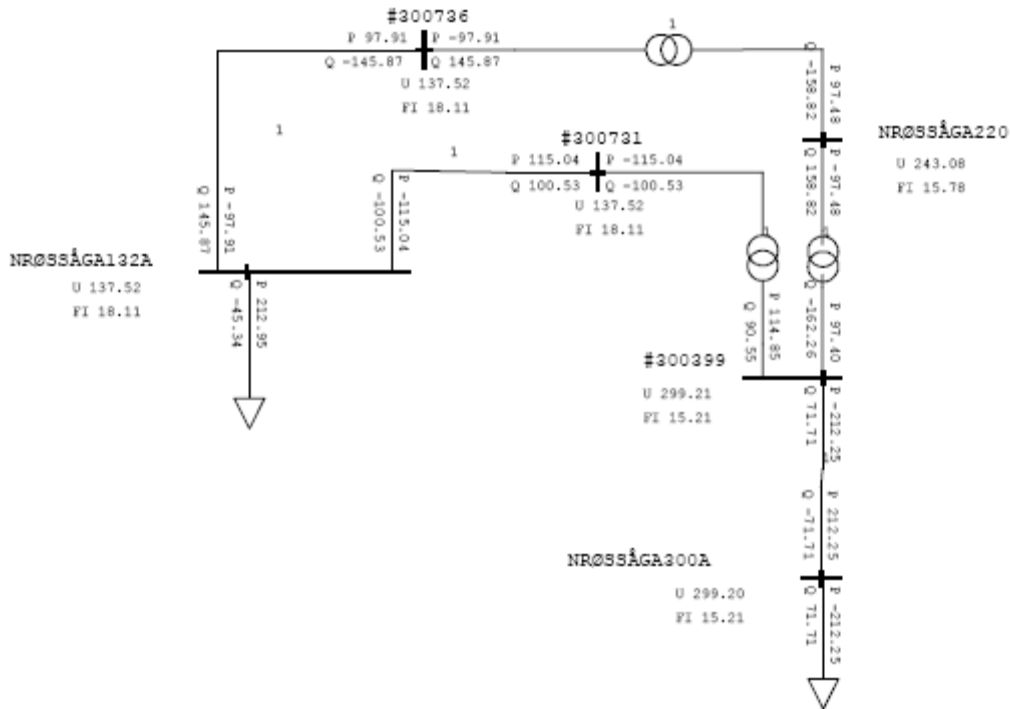 #300736
1
P 97.91 P -97.91
Q -145.87 Q 145.87
U 137.52
FI 18.11
P 97.48
Q -158.82
NRØSSÅGA220
U 243.08
FI 15.78
P -97.48
Q 158.82
1
#300731
1
P 115.04 P -115.04
Q 100.53 Q -100.53
U 137.52
FI 18.11
P -115.04
Q -100.53
P -97.91
Q 145.87
NRØSSÅGA132A
U 137.52
FI 18.11
P 212.95
Q -45.34
P 114.85
Q 90.55
P 97.40
Q -162.26
#300399
U 299.21
FI 15.21
P -212.25
Q 71.71
P 212.25
Q -71.71
NRØSSÅGA300A
U 299.20
FI 15.21
P -212.25
Q 71.71